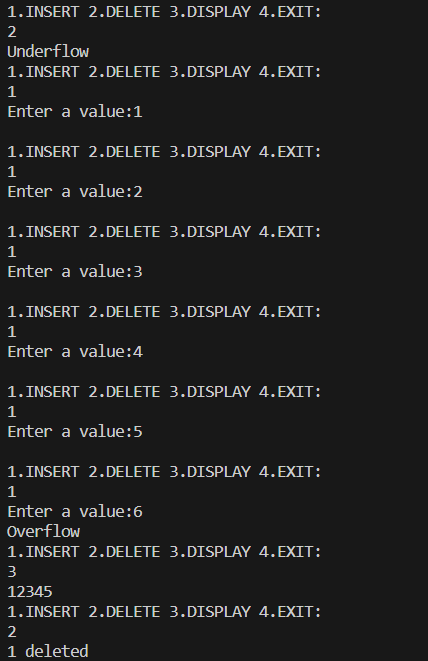 1.INSERT 2.DELETE 3.DISPLAY 4.EXIT:
2
Underflow
1.INSERT 2.DELETE 3.DISPLAY 4.EXIT:
1
Enter a value:1
1.INSERT 2.DELETE 3.DISPLAY 4.EXIT:
1
Enter a value:2
1.INSERT 2.DELETE 3.DISPLAY 4.EXIT:
1
Enter a value:3
1.INSERT 2.DELETE 3.DISPLAY 4.EXIT:
1
Enter a value:4
1.INSERT 2.DELETE 3.DISPLAY 4.EXIT:
1
Enter a value:5
1.INSERT 2.DELETE 3.DISPLAY 4.EXIT:
1
Enter a value:6
Overflow
1.INSERT 2.DELETE 3.DISPLAY 4.EXIT:
3
12345
1.INSERT 2.DELETE 3.DISPLAY 4.EXIT:
2
1 deleted